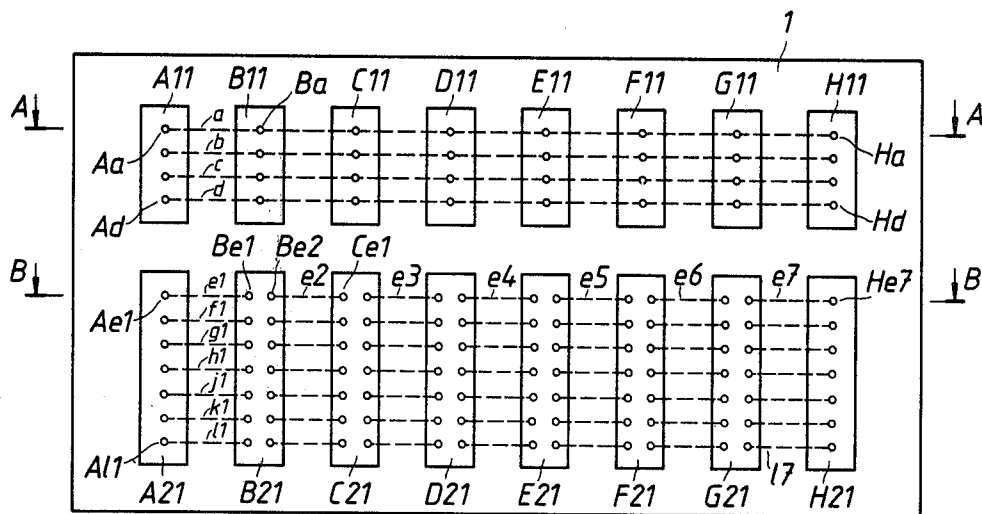 1
A11 B11 Ba C11 D11 E11 F11 G11 H11
A A
a
Aa b Ha
c
Ad d Hd
Be1 Be2 Ce1
B B
e1 e2 e3 e4 e5 e6 e7 He7
Ae1 f1
g1
h1
j1
k1
Al1 l1 l7
A21 B21 C21 D21 E21 F21 G21 H21